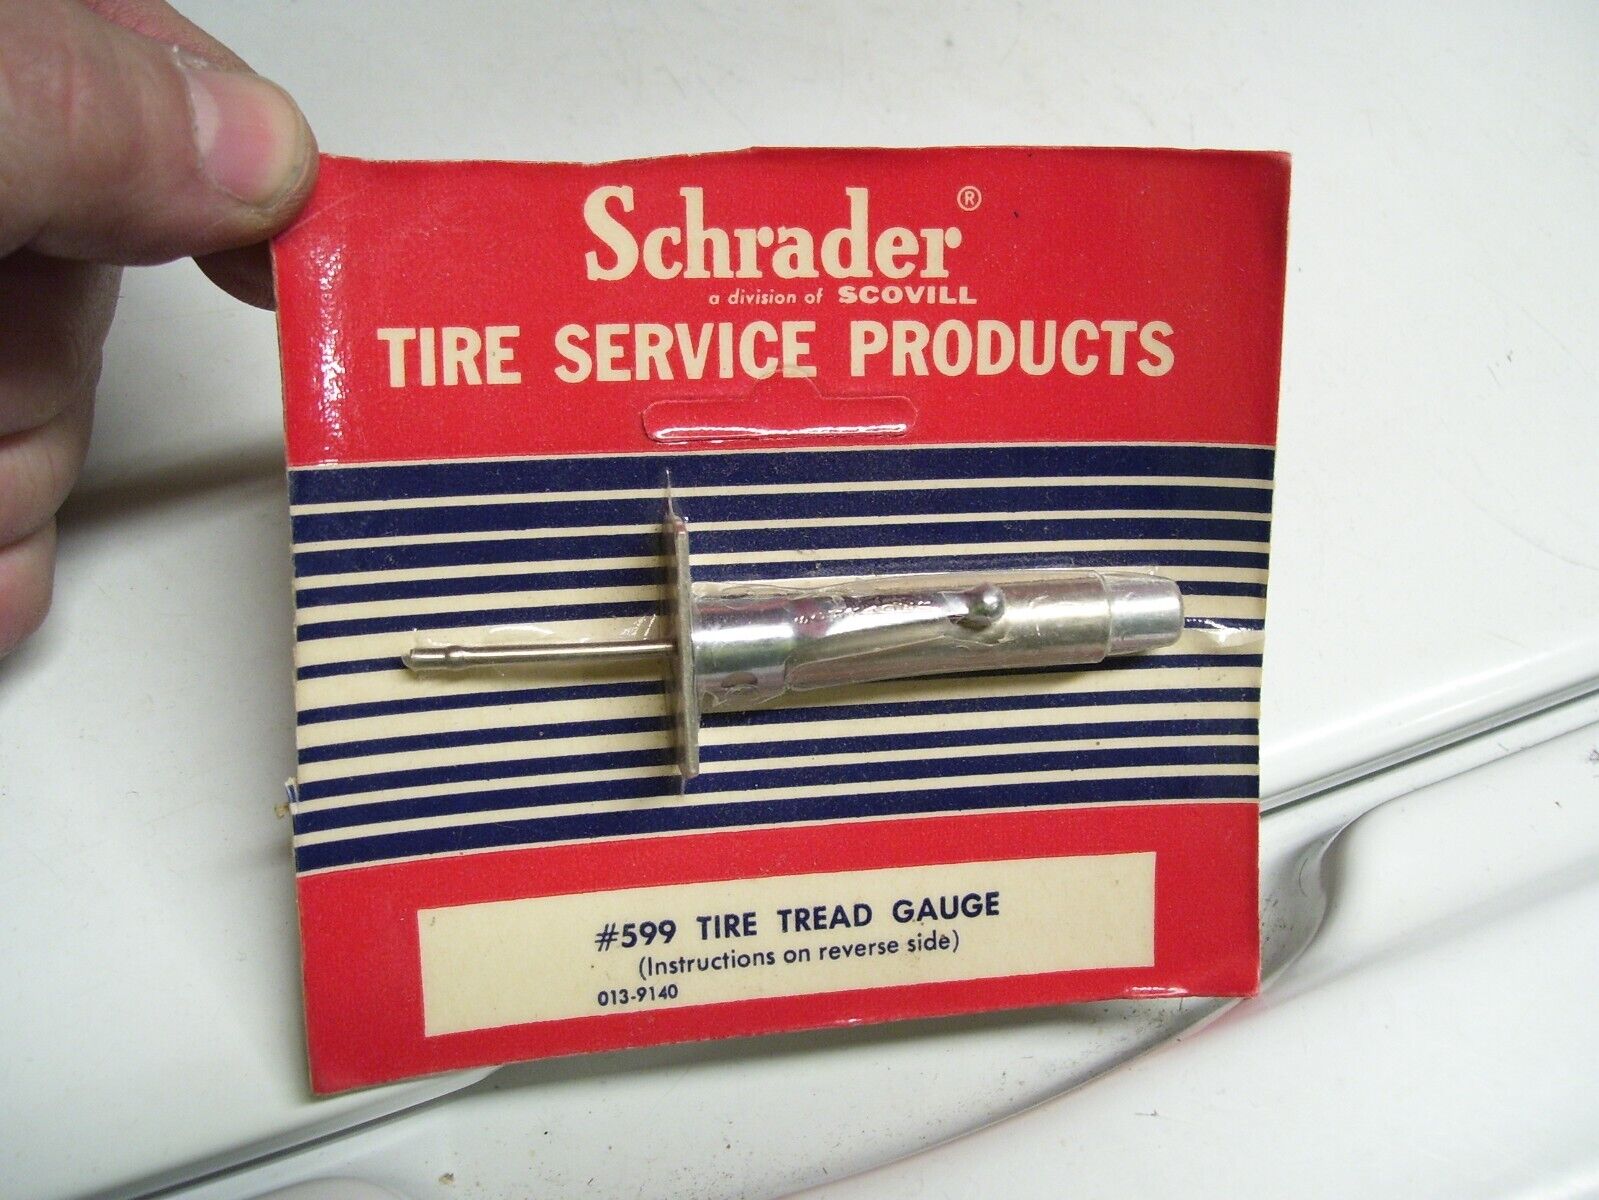 Schrader®
a division of SCOVILL
TIRE SERVICE PRODUCTS
#599 TIRE TREAD GAUGE
(Instructions on reverse side)
013-9140